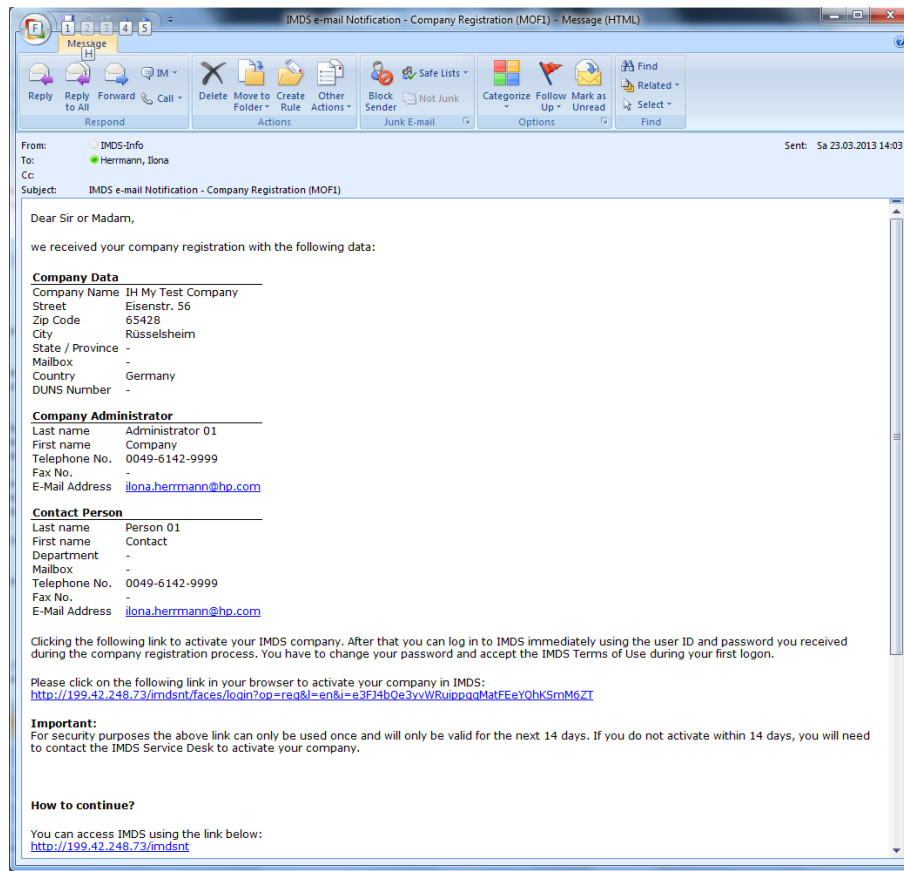 IMDS e-mail Notification - Company Registration (MOF1) - Message (HTML)
F 1 2 3 4 5
Message
H
Reply
Reply to All
Forward
IM
Call
Respond
Delete
Move to Folder
Create Rule
Other Actions
Actions
Block Sender
Safe Lists
Not Junk
Junk E-mail
Categorize
Follow Up
Mark as Unread
Options
Find
Related
Select
Find
From: IMDS-Info Sent: Sa 23.03.2013 14:03
To: Herrmann, Ilona
Cc:
Subject: IMDS e-mail Notification - Company Registration (MOF1)
Dear Sir or Madam,
we received your company registration with the following data:
Company Data
Company Name IH My Test Company
Street Eisenstr. 56
Zip Code 65428
City Rüsselsheim
State / Province -
Mailbox -
Country Germany
DUNS Number -
Company Administrator
Last name Administrator 01
First name Company
Telephone No. 0049-6142-9999
Fax No. -
E-Mail Address ilona.herrmann@hp.com
Contact Person
Last name Person 01
First name Contact
Department -
Mailbox -
Telephone No. 0049-6142-9999
Fax No. -
E-Mail Address ilona.herrmann@hp.com
Clicking the following link to activate your IMDS company. After that you can log in to IMDS immediately using the user ID and password you received
during the company registration process. You have to change your password and accept the IMDS Terms of Use during your first logon.
Please click on the following link in your browser to activate your company in IMDS:
http://199.42.248.73/imdsnt/faces/login?op=reg&l=en&i=e3FJ4bQe3vvWRuippgqMatFEeYQhKSmM6ZT
Important:
For security purposes the above link can only be used once and will only be valid for the next 14 days. If you do not activate within 14 days, you will need
to contact the IMDS Service Desk to activate your company.
How to continue?
You can access IMDS using the link below:
http://199.42.248.73/imdsnt